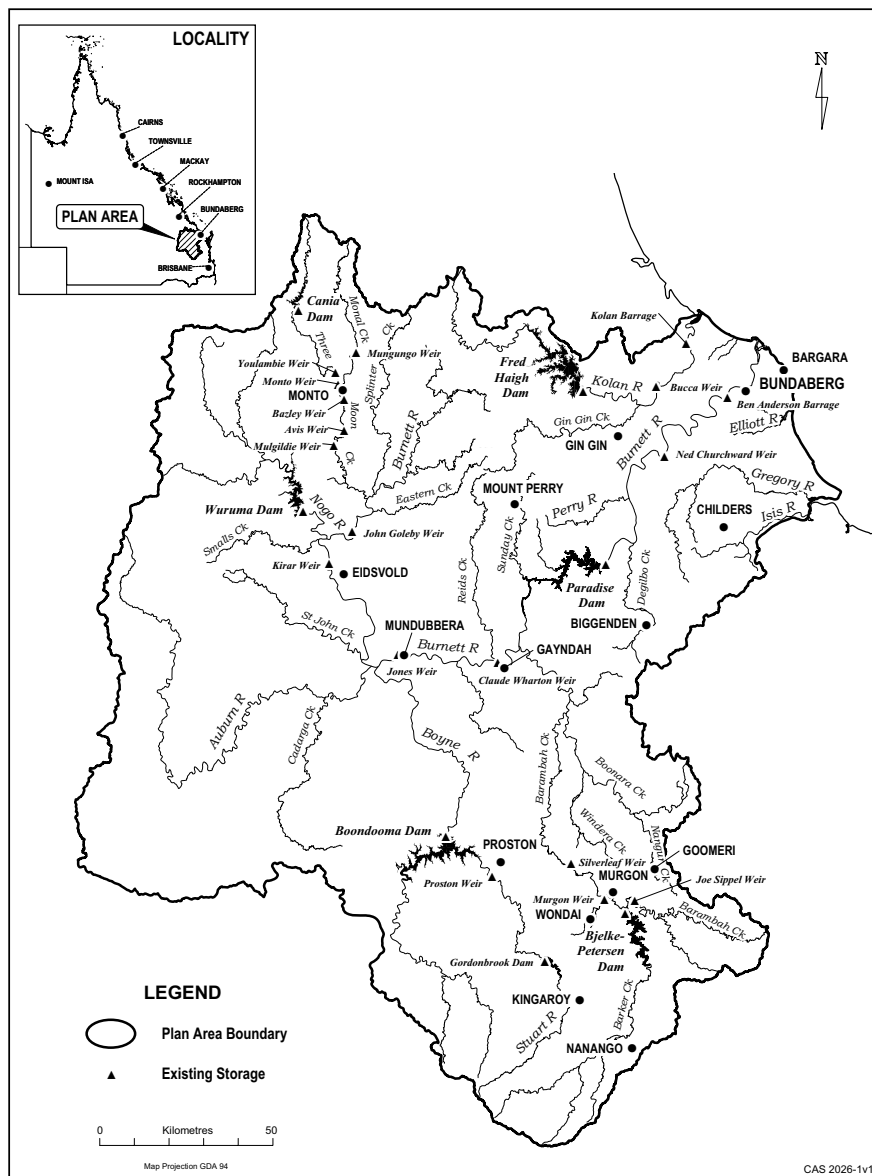 LOCALITY
CAIRNS
TOWNSVILLE
MACKAY
MOUNT ISA
ROCKHAMPTON
PLAN AREA
BUNDABERG
BRISBANE
N
Cania
Dam
Monal Ck
Three
Moon
Ck
Splinter
Ck
Mungungo Weir
Youlambie Weir
Monto Weir
MONTO
Bazley Weir
Avis Weir
Mulgildie Weir
Burnett R
Kolan Barrage
Fred
Haigh
Dam
Kolan R
Bucca Weir
BARGARA
BUNDABERG
Ben Anderson Barrage
Elliott R
Gin Gin Ck
GIN GIN
Burnett R
Ned Churchward Weir
Gregory R
Isis R
CHILDERS
Eastern Ck
MOUNT PERRY
Perry R
Wuruma Dam
Nogo R
John Goleby Weir
Smalls Ck
Kirar Weir
EIDSVOLD
Reids Ck
Sunday Ck
Paradise
Dam
Degilbo Ck
BIGGENDEN
St John Ck
MUNDUBBERA
Burnett R
GAYNDAH
Jones Weir
Claude Wharton Weir
Auburn R
Cadarga Ck
Boyne R
Barambah Ck
Boonara Ck
Windera Ck
Nangur Ck
Boondooma Dam
PROSTON
Proston Weir
Silverleaf Weir
GOOMERI
MURGON
Joe Sippel Weir
Murgon Weir
WONDAI
Barambah Ck
Bjelke-
Petersen
Dam
Gordonbrook Dam
KINGAROY
Stuart R
Barker Ck
NANANGO
LEGEND
Plan Area Boundary
Existing Storage
0 Kilometres 50
Map Projection GDA 94
CAS 2026-1v1